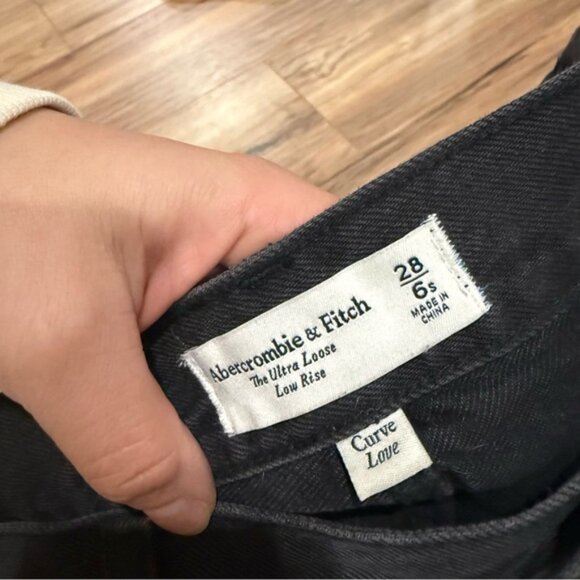 Abercrombie & Fitch
The Ultra Loose
Low Rise
28
6s
MADE IN
CHINA
Curve
Love